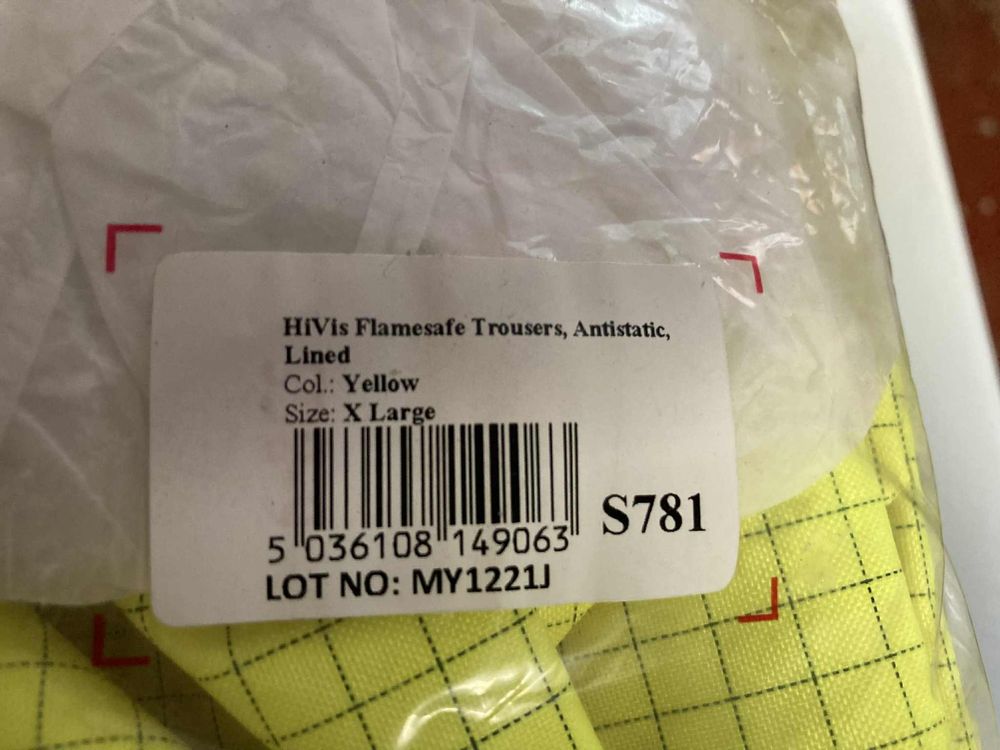 HiVis Flamesafe Trousers, Antistatic,
Lined
Col.: Yellow
Size: X Large
S781
5 036108 149063
LOT NO: MY1221J